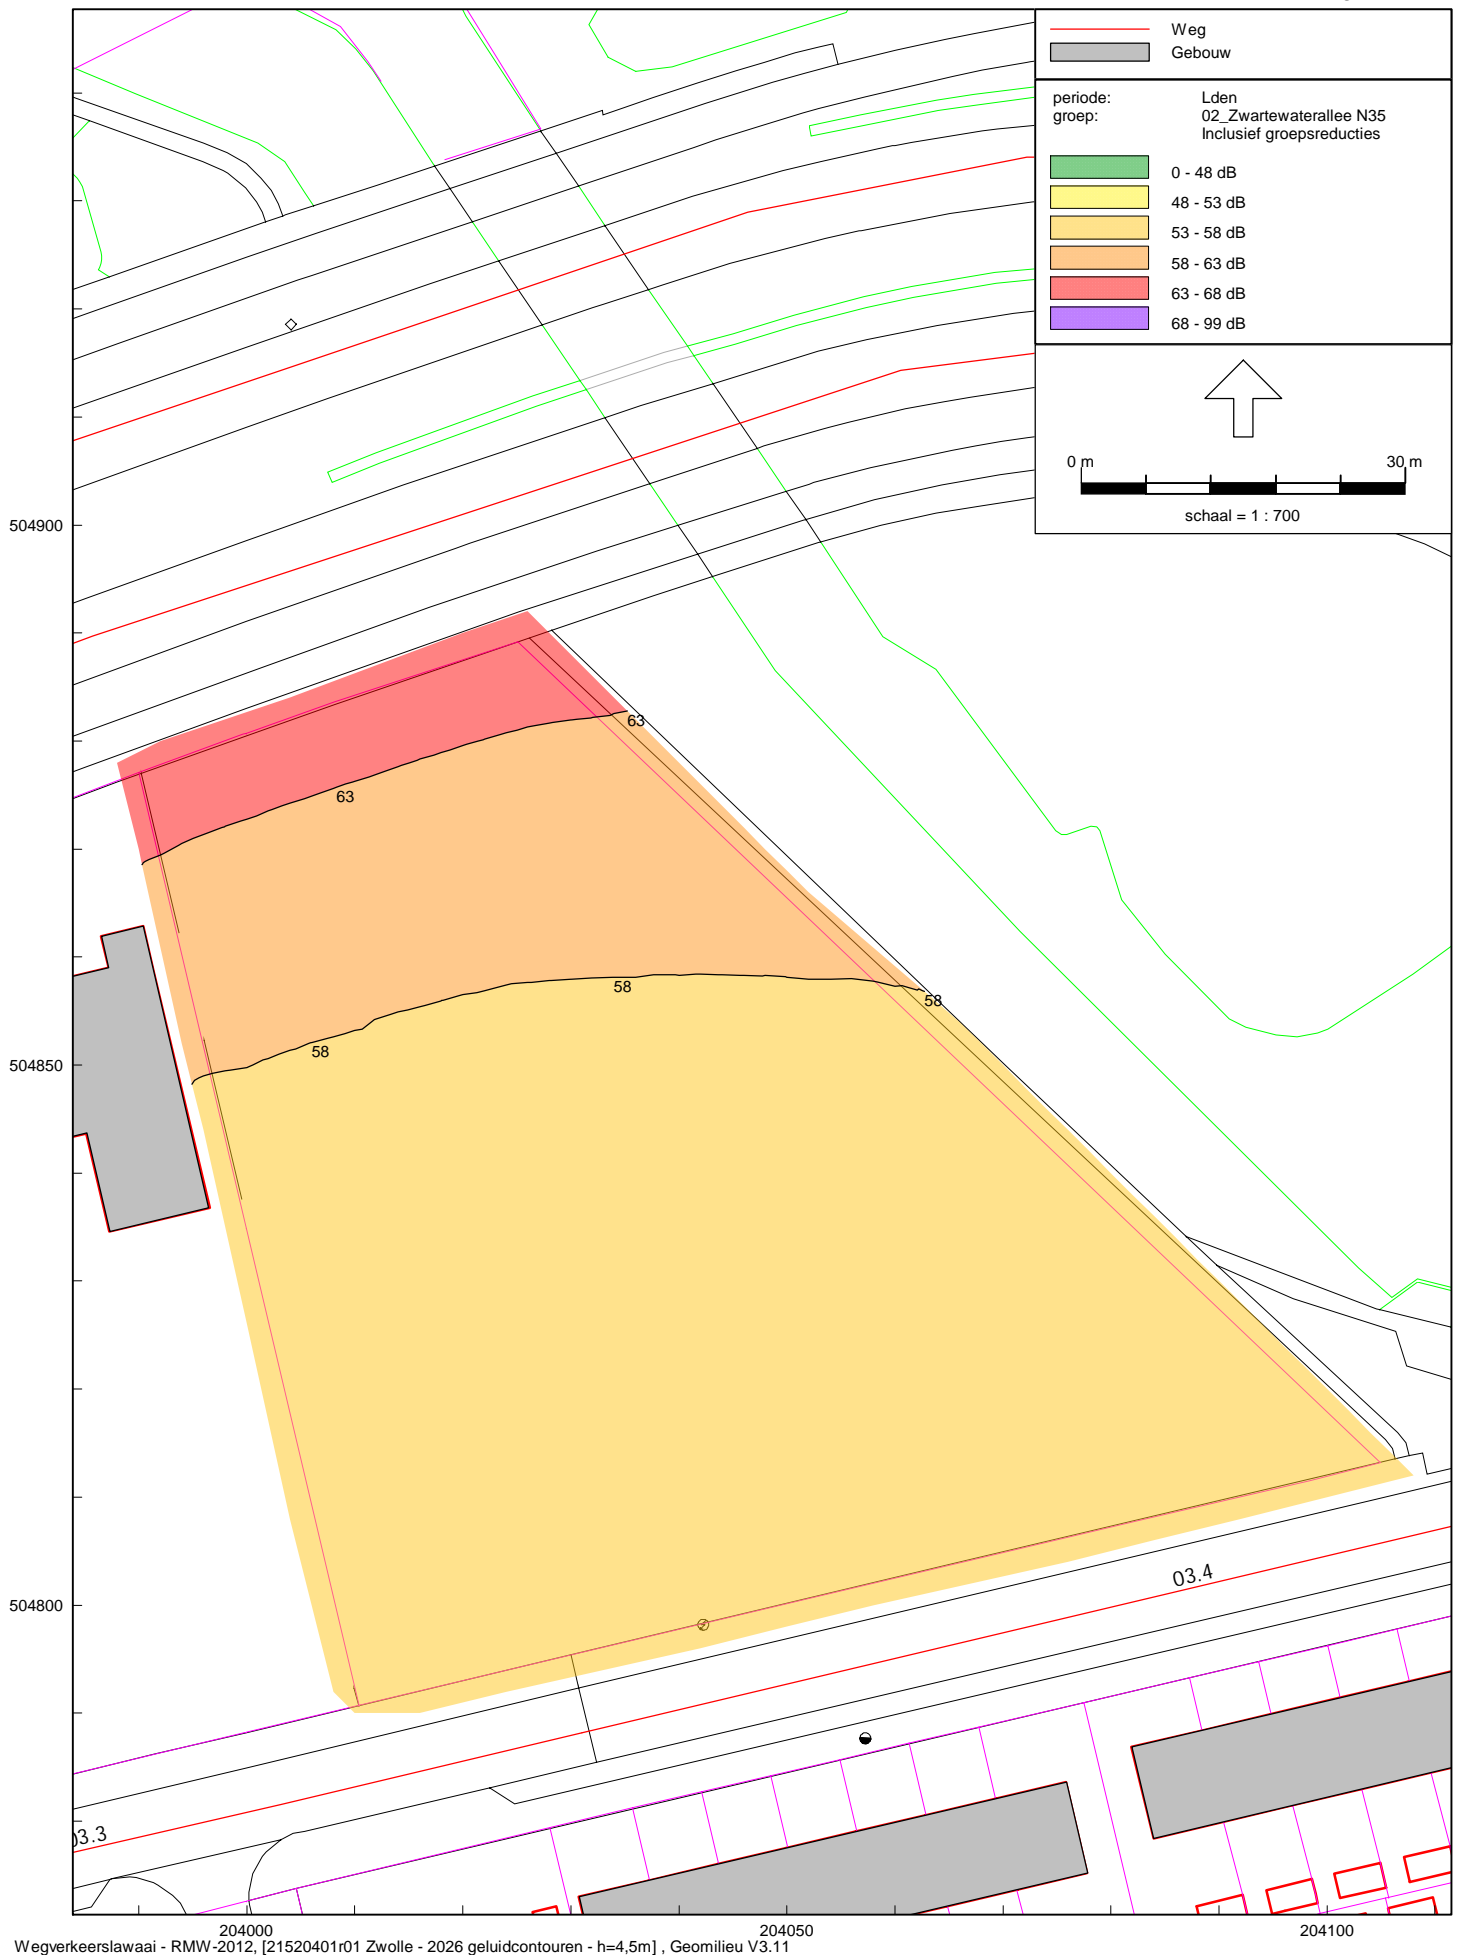 Weg
Gebouw
periode: Lden
groep: 02_Zwartewaterallee N35
Inclusief groepsreducties
0 - 48 dB
48 - 53 dB
53 - 58 dB
58 - 63 dB
63 - 68 dB
68 - 99 dB
0 m 30 m
schaal = 1 : 700
504900
63
63
58
58
58
504850
03.4
504800
03.3
204000 204050 204100
Wegverkeerslawaai - RMW-2012, [21520401r01 Zwolle - 2026 geluidcontouren - h=4,5m] , Geomilieu V3.11